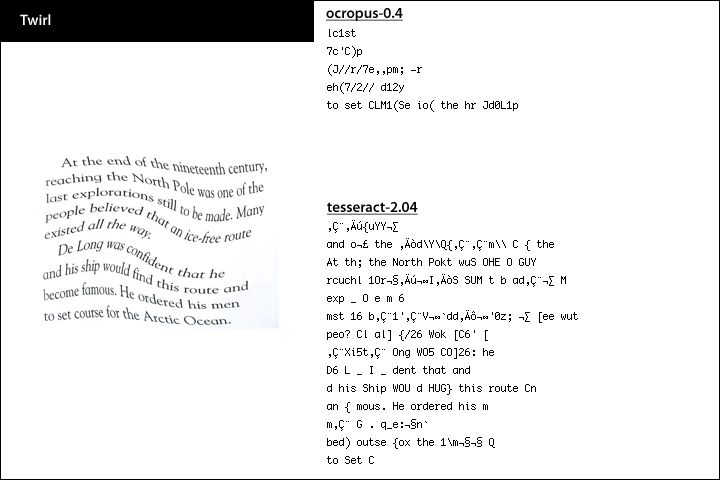 Twirl
At the end of the nineteenth century,
reaching the North Pole was one of the
last explorations still to be made. Many
people believed that an ice-free route
existed all the way.
De Long was confident that he
and his ship would find this route and
become famous. He ordered his men
to set course for the Arctic Ocean.
ocropus-0.4
lc1st
7c'C)p
(J//r/7e,,pm; –r
eh(7/2// d12y
to set CLM1(Se io( the hr Jd0L1p
tesseract-2.04
‚Ç¨‚Äú{uYY¬∑
and o¬£ the ‚Äòd\Y\Q{‚Ç¨‚Ç¨m\\ C { the
At th; the North Pokt wuS OHE O GUY
rcuchl 1Or¬§‚Äú¬∞I‚ÄòS SUM t b ad‚Ç¨¬∑ M
exp _ O e m 6
mst 16 b‚Ç¨1'‚Ç¨V¬∞`dd‚Äô¬∞'0z; ¬∑ [ee wut
peo? Cl al] {/26 Wok [C6' [
‚Ç¨Xi5t‚Ç¨ Ong WO5 CO]26: he
D6 L _ I _ dent that and
d his Ship WOU d HUG} this route Cn
an { mous. He ordered his m
m‚Ç¨ G . q_e:¬§n`
bed) outse {ox the 1\m¬§¬§ Q
to Set C